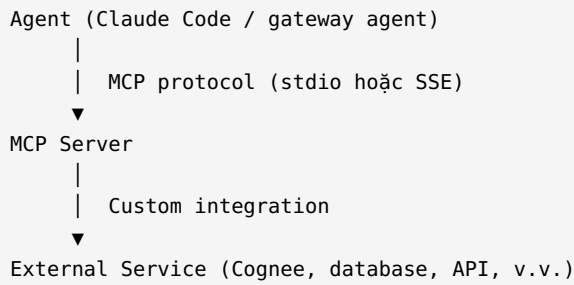 Agent (Claude Code / gateway agent)
│
│  MCP protocol (stdio hoặc SSE)
▼
MCP Server
│
│  Custom integration
▼
External Service (Cognee, database, API, v.v.)